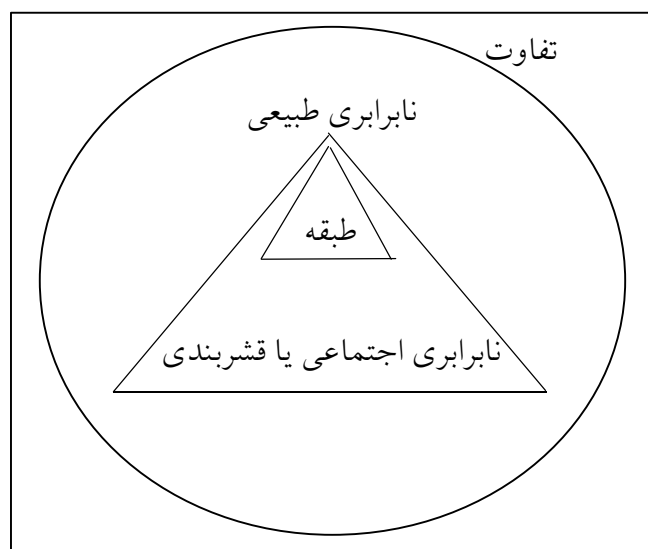 تفاوت
نابرابری طبیعی
طبقه
نابرابری اجتماعی یا قشربندی